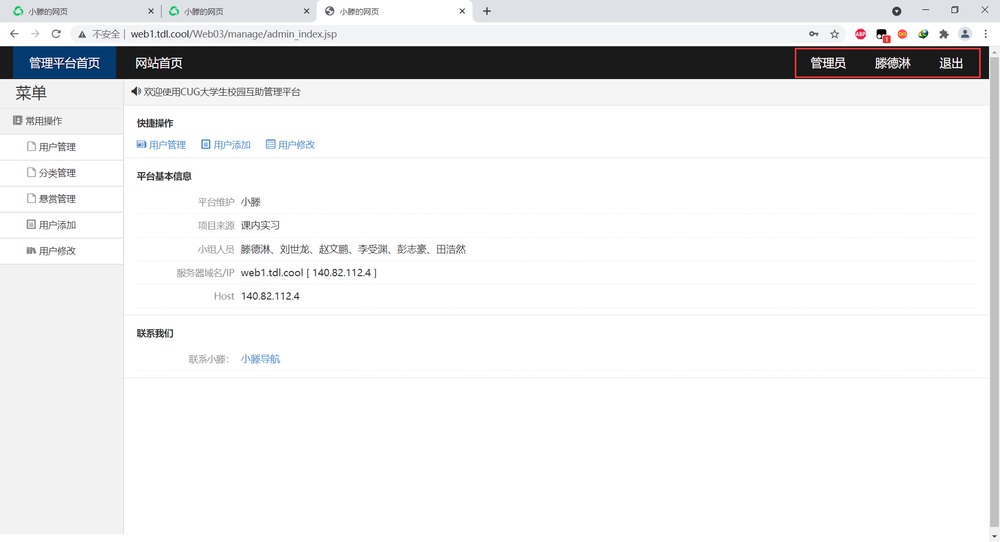 小滕的网页
小滕的网页
小滕的网页
不安全 web1.tdl.cool/Web03/manage/admin_index.jsp
ABP
1
管理平台首页 网站首页 管理员 滕德淋 退出
菜单
常用操作
用户管理
分类管理
悬赏管理
用户添加
用户修改
欢迎使用CUG大学生校园互助管理平台
快捷操作
用户管理 用户添加 用户修改
平台基本信息
平台维护 小滕
项目来源 课内实习
小组人员 滕德淋、刘世龙、赵文鹏、李受渊、彭志豪、田浩然
服务器域名/IP web1.tdl.cool [ 140.82.112.4 ]
Host 140.82.112.4
联系我们
联系小滕： 小滕导航